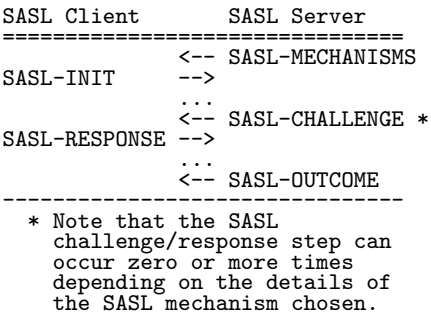 SASL Client      SASL Server
================================
              <-- SASL-MECHANISMS
SASL-INIT     -->
              ...
              <-- SASL-CHALLENGE *
SASL-RESPONSE -->
              ...
              <-- SASL-OUTCOME
--------------------------------
  * Note that the SASL
    challenge/response step can
    occur zero or more times
    depending on the details of
    the SASL mechanism chosen.